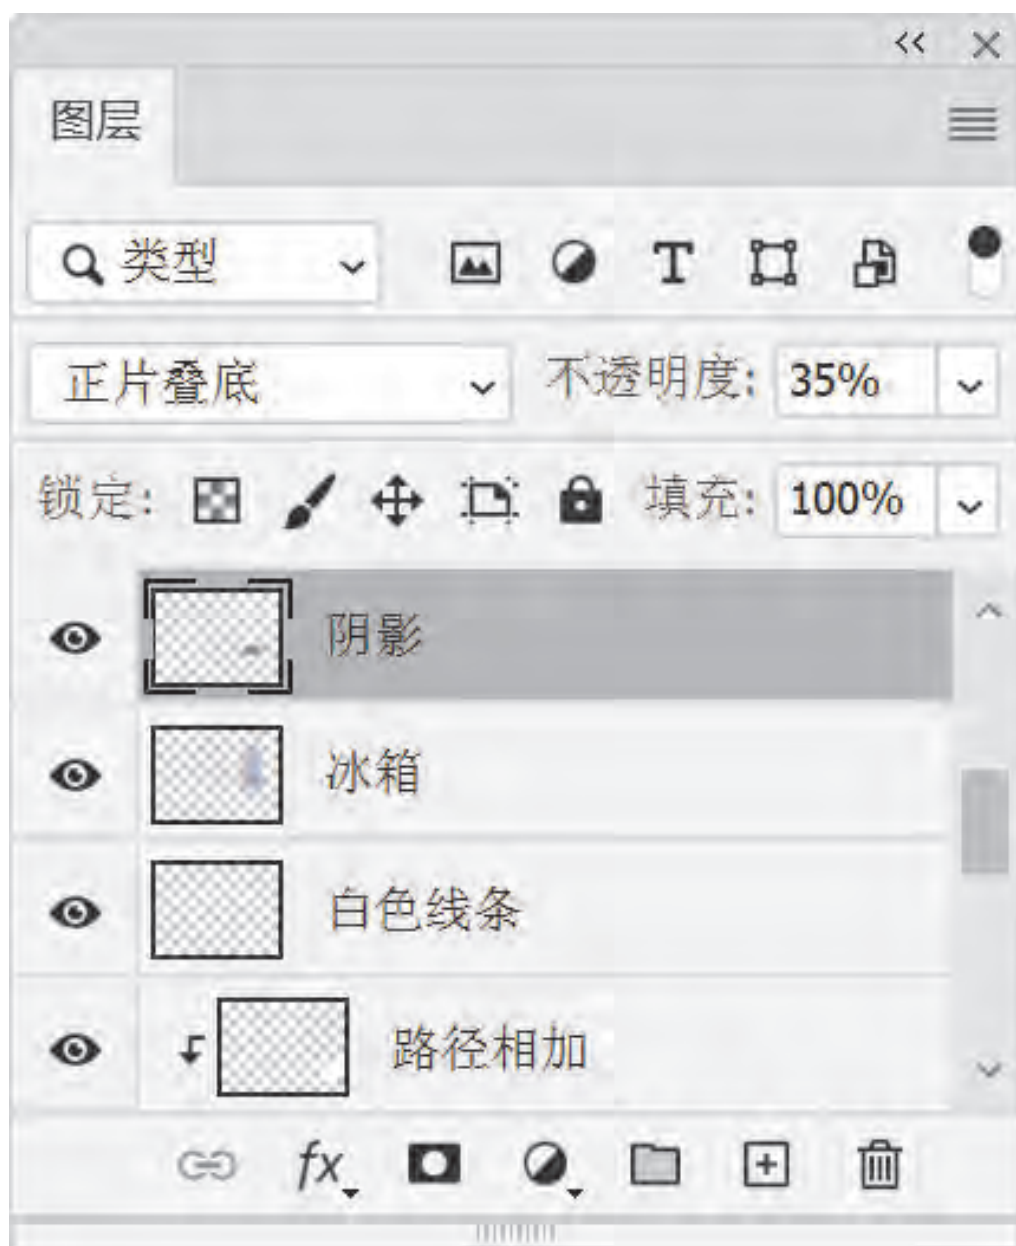 图层
类型
正片叠底 不透明度: 35%
锁定: 填充: 100%
阴影
冰箱
白色线条
路径相加
fx